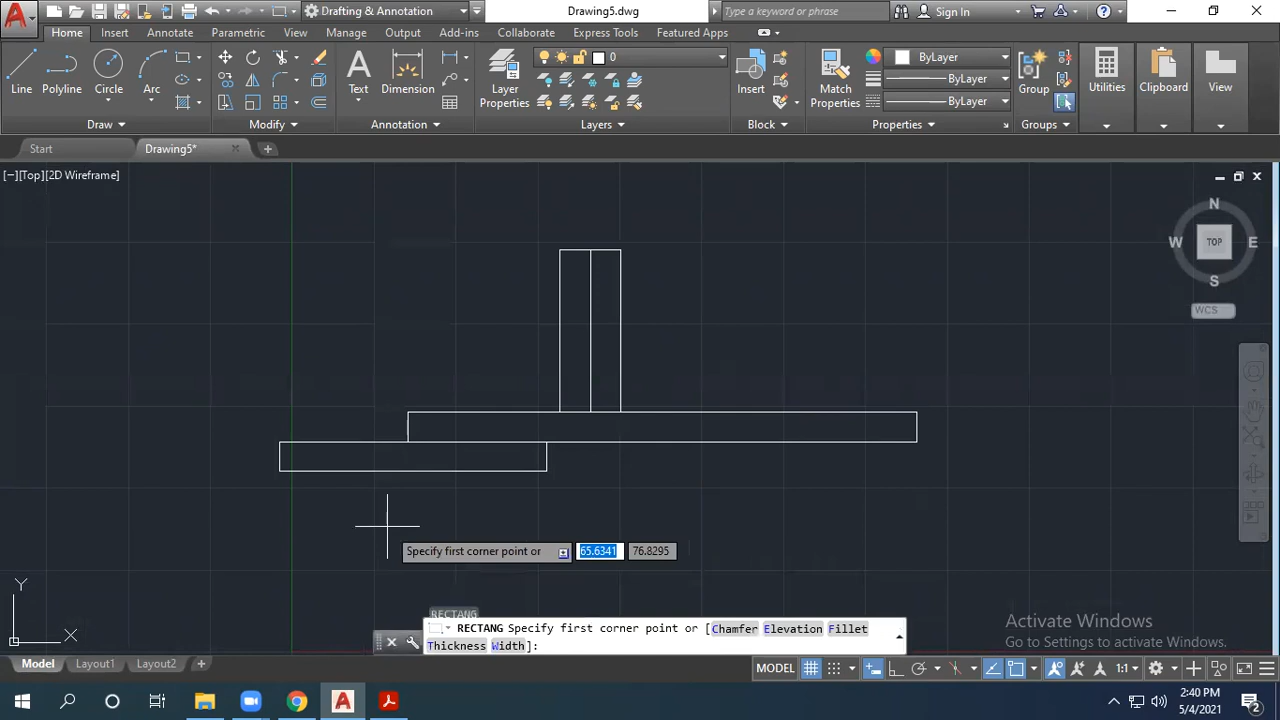 Drafting & Annotation
Drawing5.dwg
Type a keyword or phrase
Sign In
Home Insert Annotate Parametric View Manage Output Add-ins Collaborate Express Tools Featured Apps
0
ByLayer
ByLayer
ByLayer
Line Polyline Circle Arc
Text Dimension
Layer Properties
Insert
Match Properties
Group
Utilities Clipboard View
Draw Modify Annotation Layers Block Properties Groups
Start Drawing5*
[−][Top][2D Wireframe]
N
W TOP E
S
WCS
Specify first corner point or 65.6341 76.8295
RECTANG
RECTANG Specify first corner point or [Chamfer Elevation Fillet
Thickness Width]:
Activate Windows
Go to Settings to activate Windows.
Y
X
Model Layout1 Layout2 +
MODEL 1:1
2:40 PM
5/4/2021
2